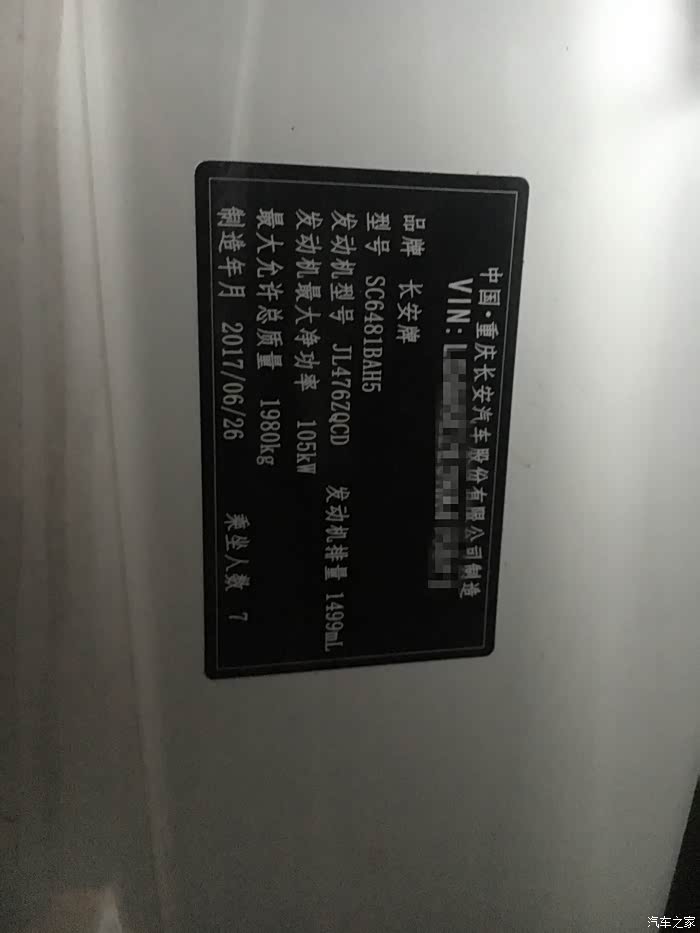 中国·重庆长安汽车股份有限公司制造
VIN: L
品牌 长安牌
型号 SC6481BAH5
发动机型号 JL476ZQCD 发动机排量 1499mL
发动机最大净功率 105kW
最大允许总质量 1980kg
制造年月 2017/06/26 乘坐人数 7
汽车之家